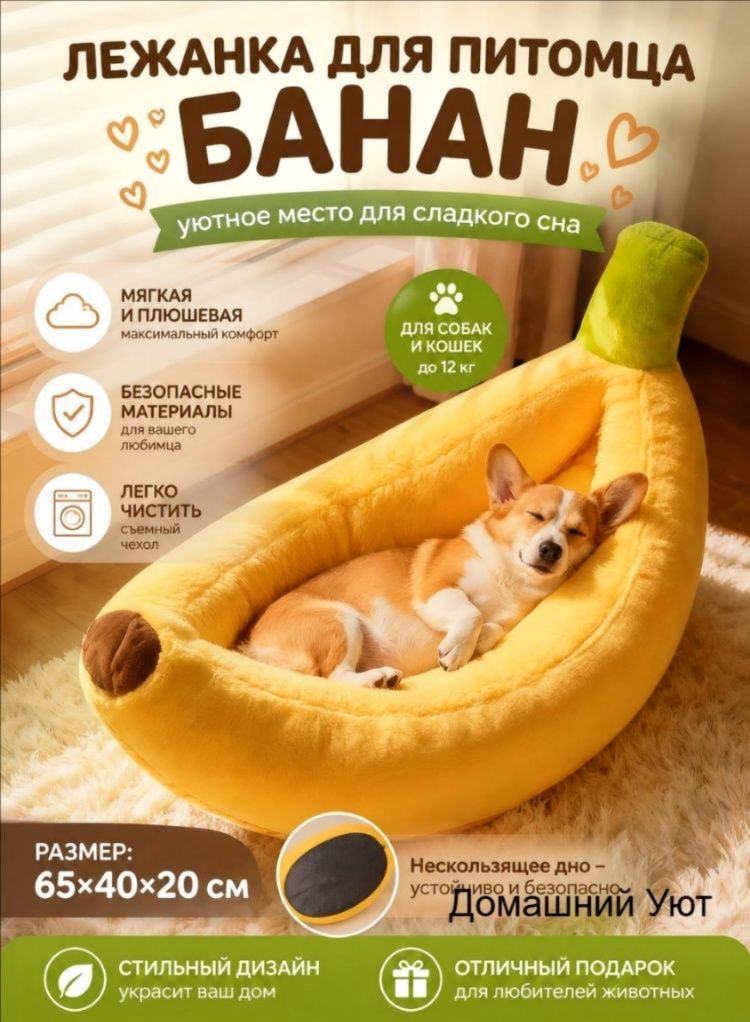 ЛЕЖАНКА ДЛЯ ПИТОМЦА
БАНАН
уютное место для сладкого сна
МЯГКАЯ
И ПЛЮШЕВАЯ
максимальный комфорт
ДЛЯ СОБАК
И КОШЕК
до 12 кг
БЕЗОПАСНЫЕ
МАТЕРИАЛЫ
для вашего
любимца
ЛЕГКО
ЧИСТИТЬ
съемный
чехол
РАЗМЕР:
65×40×20 см
Нескользящее дно –
устойчиво и безопасно
Домашний Уют
СТИЛЬНЫЙ ДИЗАЙН
украсит ваш дом
ОТЛИЧНЫЙ ПОДАРОК
для любителей животных